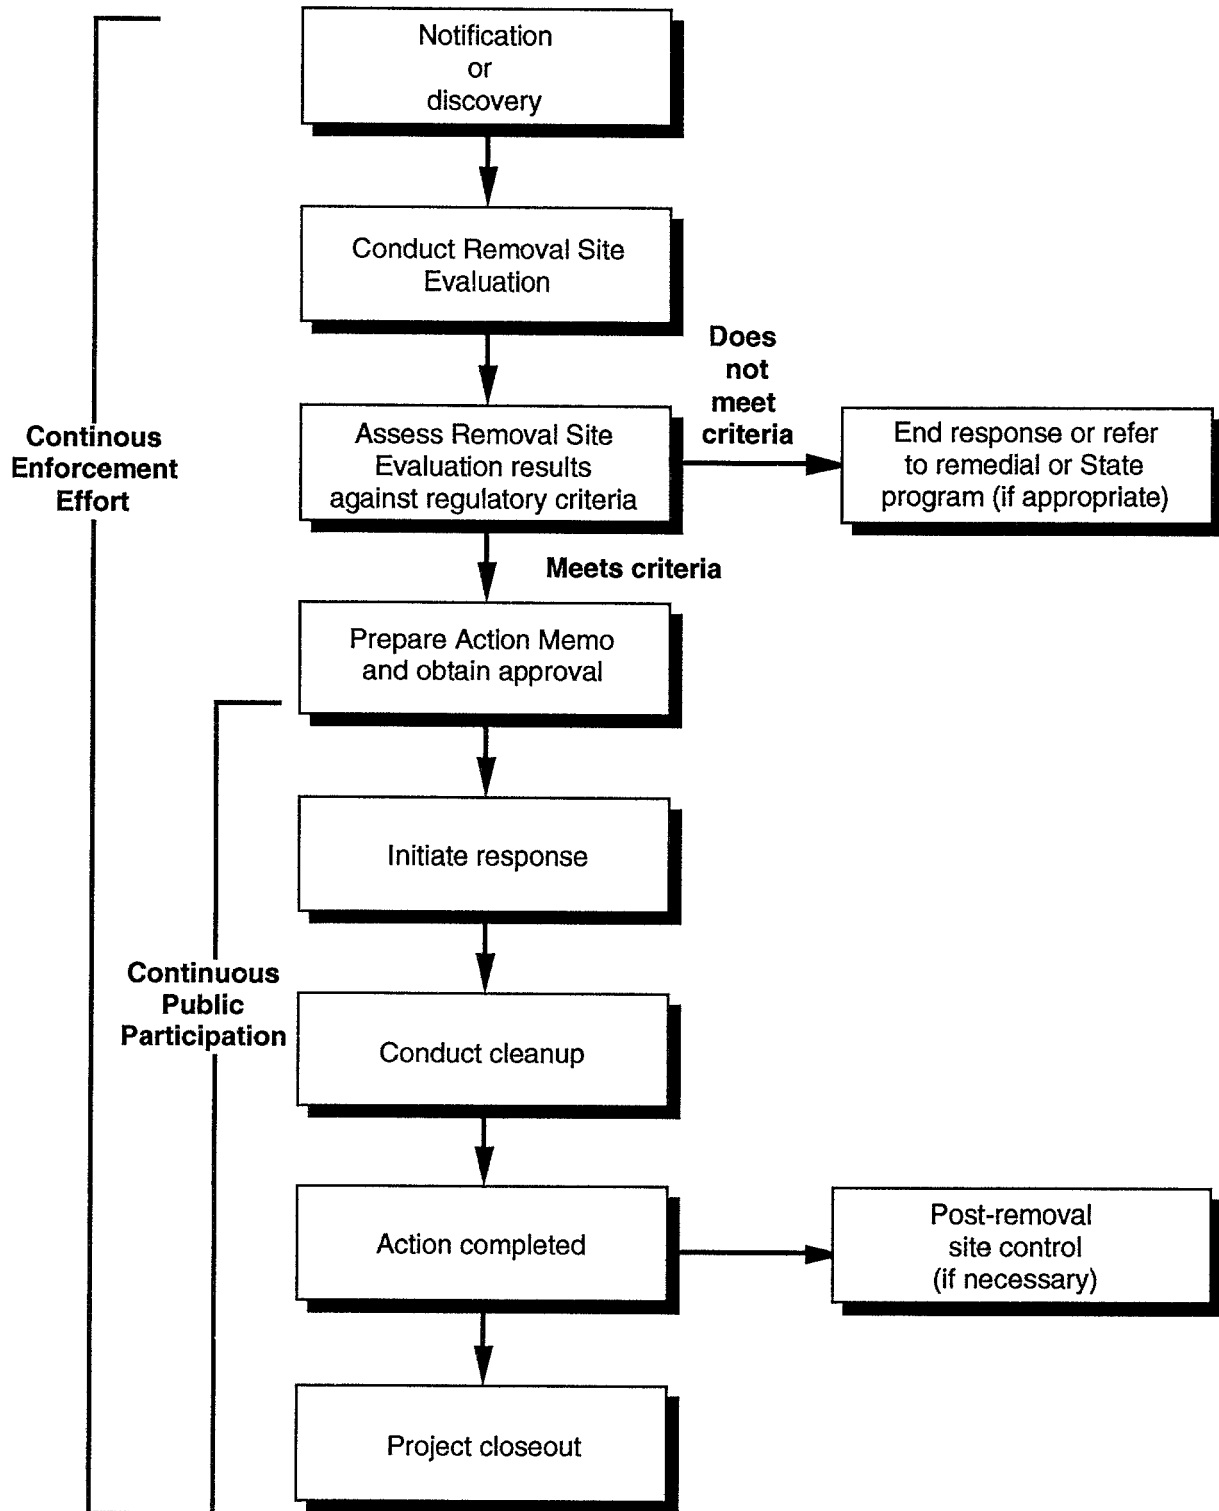 Notification
or
discovery
Conduct Removal Site
Evaluation
Does
not
meet
criteria
Assess Removal Site
Evaluation results
against regulatory criteria
End response or refer
to remedial or State
program (if appropriate)
Continous
Enforcement
Effort
Meets criteria
Prepare Action Memo
and obtain approval
Initiate response
Continuous
Public
Participation
Conduct cleanup
Action completed
Post-removal
site control
(if necessary)
Project closeout